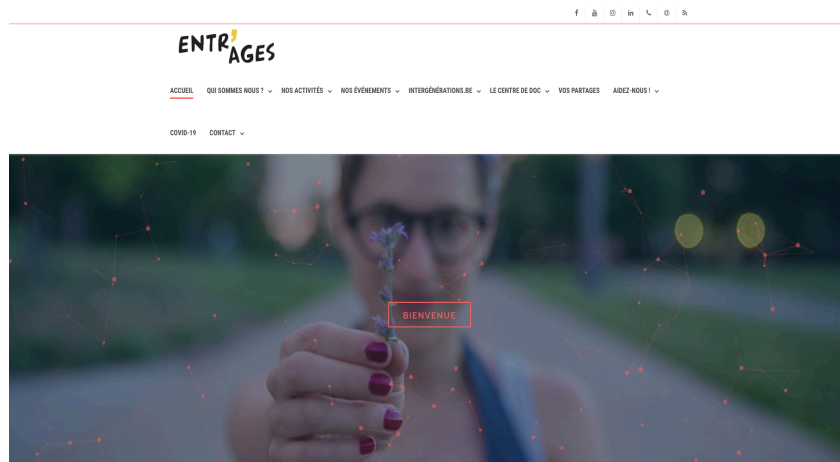 ENTR'AGES
ACCUEIL QUI SOMMES NOUS ? NOS ACTIVITÉS NOS ÉVÉNEMENTS INTERGÉNÉRATIONS.BE LE CENTRE DE DOC VOS PARTAGES AIDEZ-NOUS !
COVID-19 CONTACT
BIENVENUE